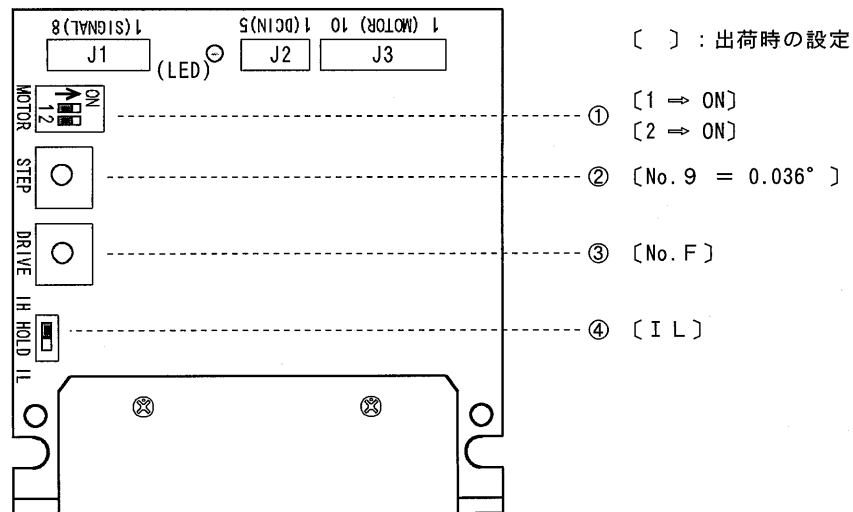 8(SIGNAL)1
5(DCIN)1
10 (MOTOR) 1
J1
(LED)
J2
J3
〔 〕:出荷時の設定
MOTOR
1 2
ON
① 〔1 ⇒ ON〕
〔2 ⇒ ON〕
STEP
② 〔No.9 = 0.036°〕
DRIVE
③ 〔No.F〕
IH HOLD IL
④ 〔IL〕